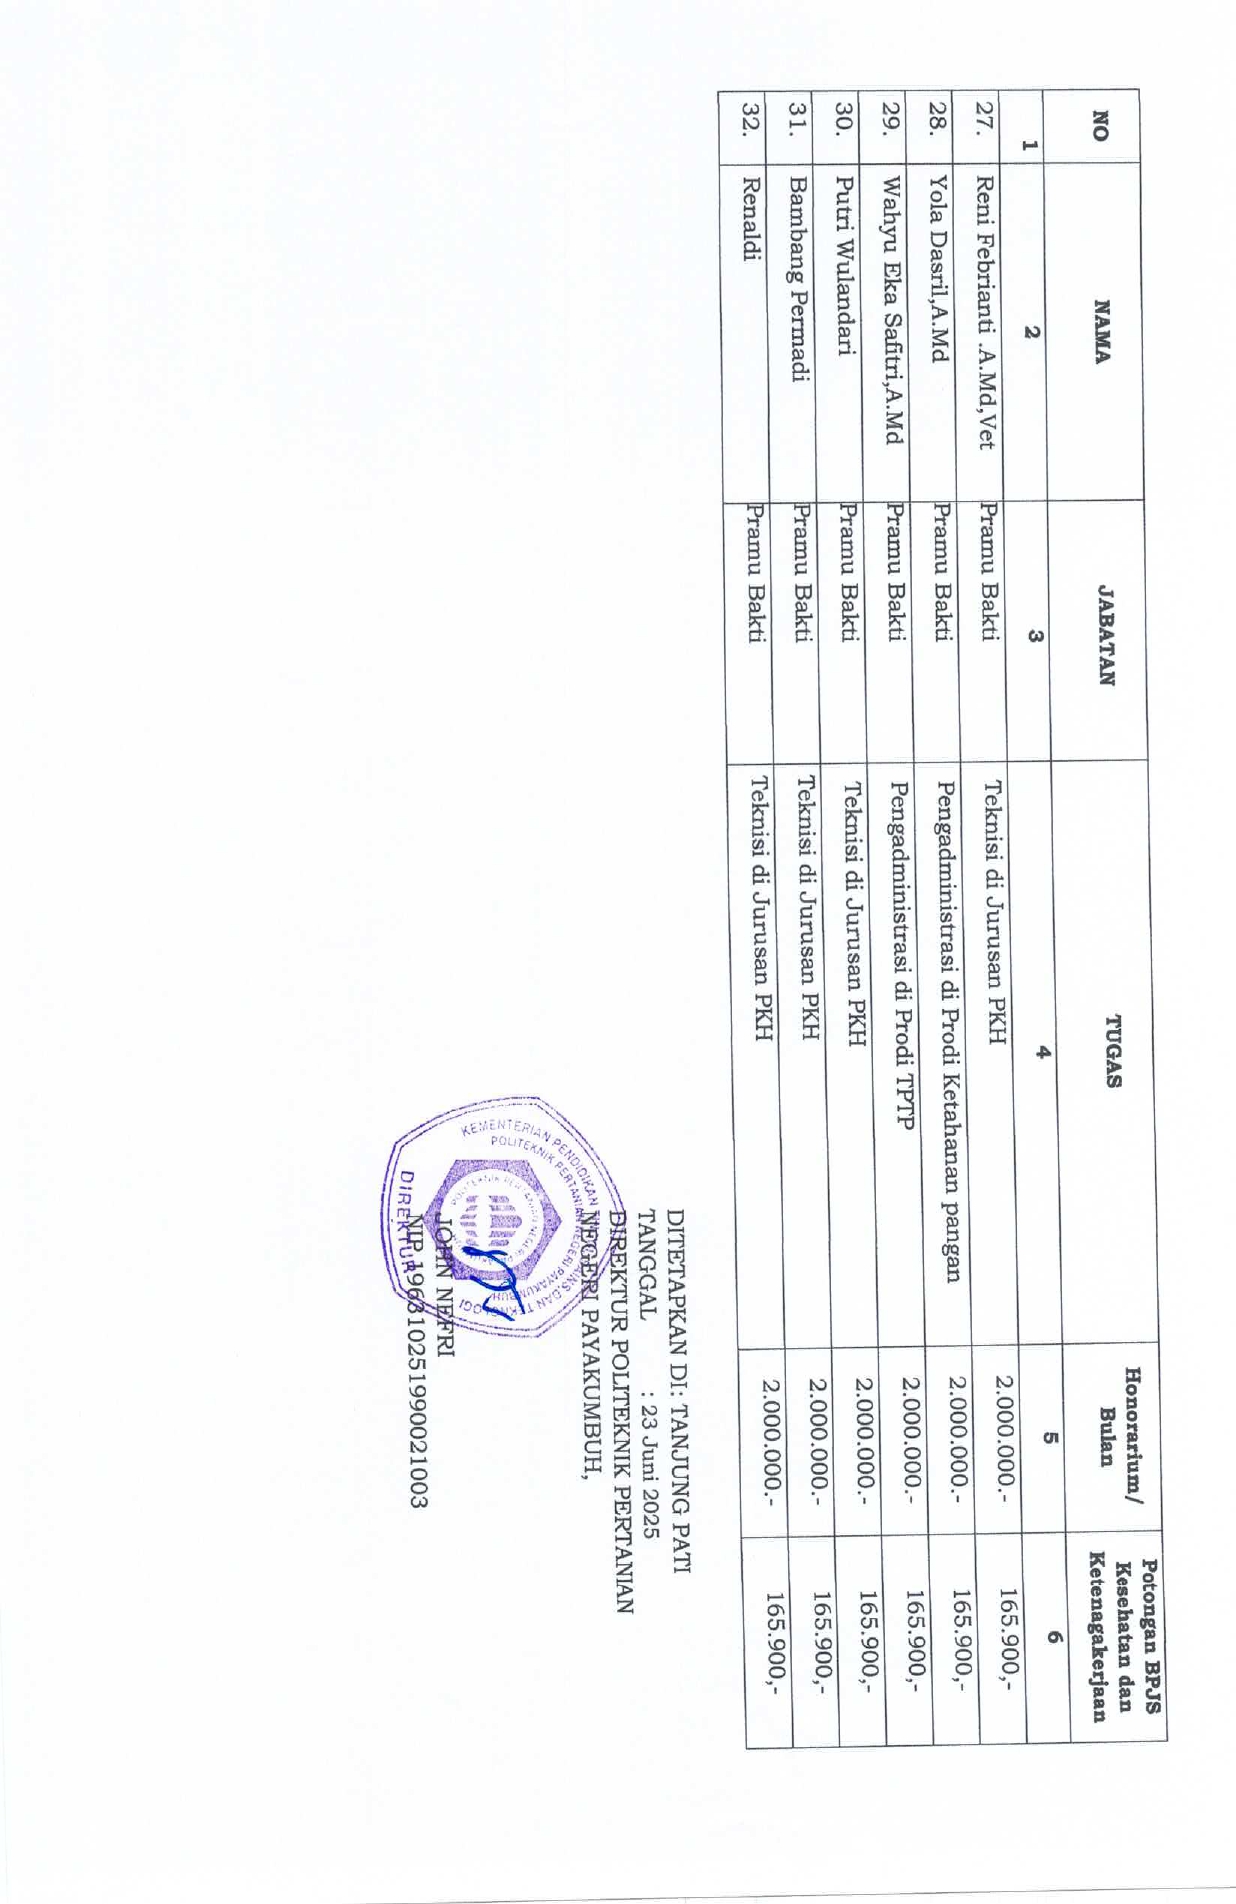 NO NAMA JABATAN TUGAS Honorarium/ Bulan Potongan BPJS Kesehatan dan Ketenagakerjaan
1 2 3 4 5 6
27. Reni Febrianti .A.Md,Vet Pramu Bakti Teknisi di Jurusan PKH 2.000.000.- 165.900,-
28. Yola Dasril,A.Md Pramu Bakti Pengadministrasi di Prodi Ketahanan pangan 2.000.000.- 165.900,-
29. Wahyu Eka Safitri,A.Md Pramu Bakti Pengadministrasi di Prodi TPTP 2.000.000.- 165.900,-
30. Putri Wulandari Pramu Bakti Teknisi di Jurusan PKH 2.000.000.- 165.900,-
31. Bambang Permadi Pramu Bakti Teknisi di Jurusan PKH 2.000.000.- 165.900,-
32. Renaldi Pramu Bakti Teknisi di Jurusan PKH 2.000.000.- 165.900,-
DITETAPKAN DI: TANJUNG PATI
TANGGAL : 23 Juni 2025
DIREKTUR POLITEKNIK PERTANIAN
NEGERI PAYAKUMBUH,
KEMENTERIAN PENDIDIKAN TINGGI, SAINS, DAN TEKNOLOGI
POLITEKNIK PERTANIAN NEGERI PAYAKUMBUH
JOHN NEFRI
NIP.196310251990021003
DIREKTUR